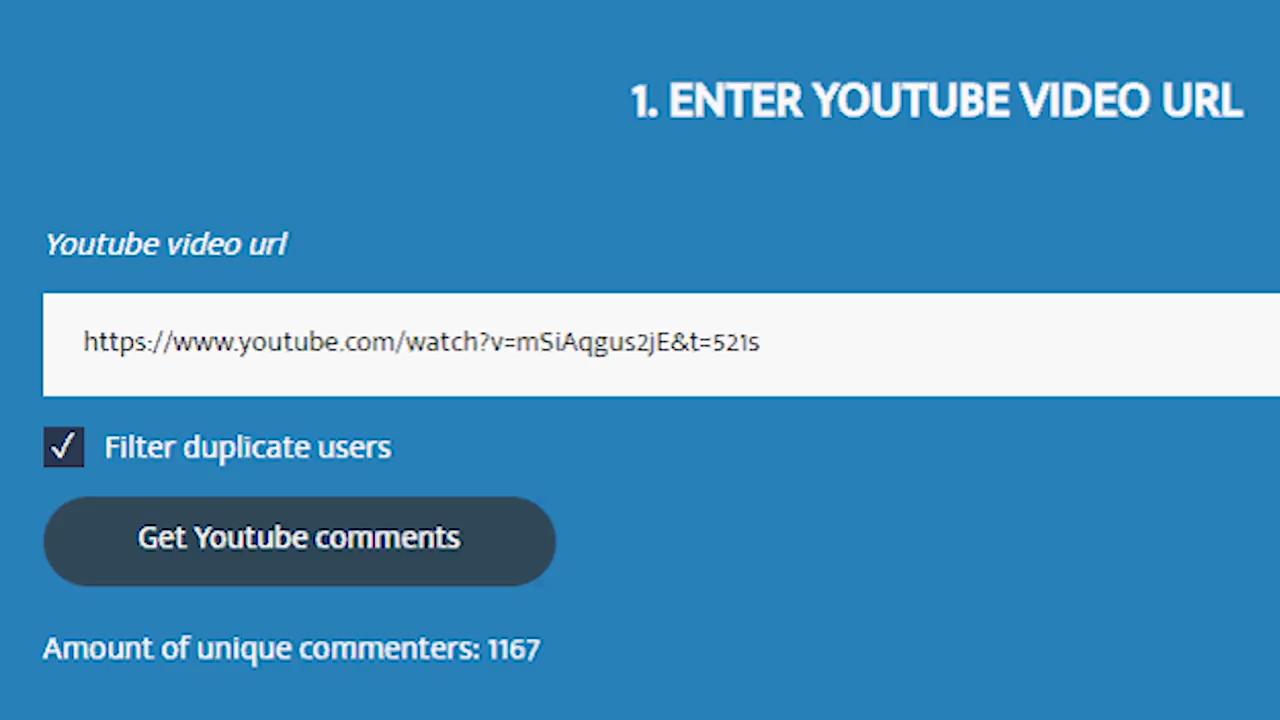 1. ENTER YOUTUBE VIDEO URL
Youtube video url
https://www.youtube.com/watch?v=mSiAqgus2jE&t=521s
Filter duplicate users
Get Youtube comments
Amount of unique commenters: 1167